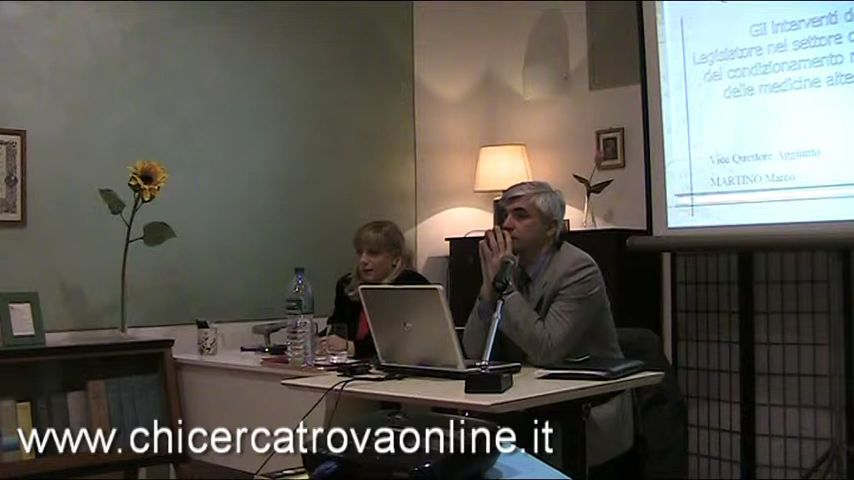 Gli interventi d
Legislatore nel settore d
del condizionamento m
delle medicine alte
Vice Questore Aggiunto
MARTINO Marco
www.chicercatrovaonline.it